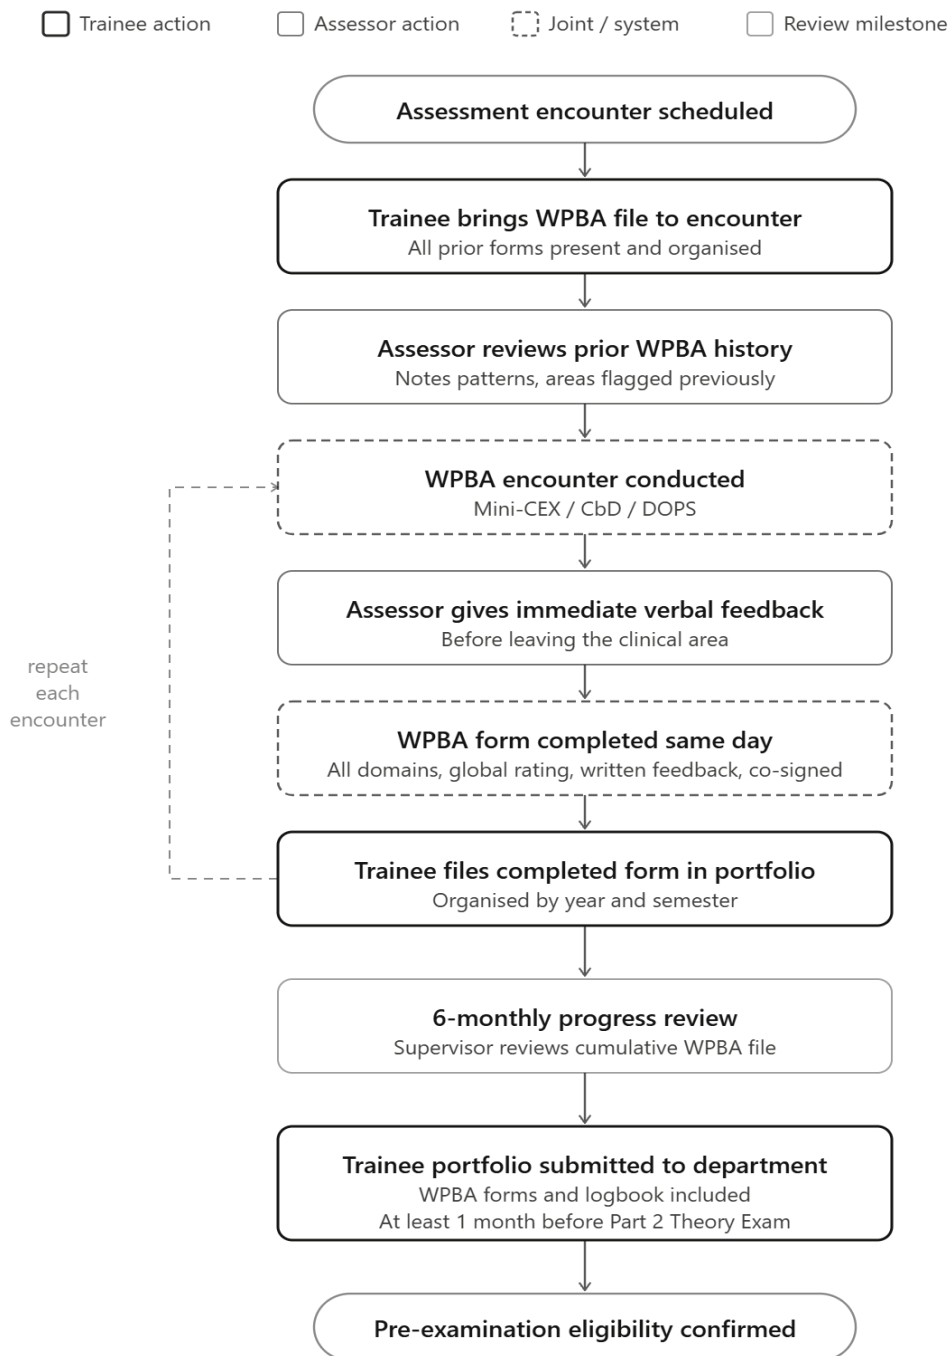 Trainee action
Assessor action
Joint / system
Review milestone
Assessment encounter scheduled
Trainee brings WPBA file to encounter
All prior forms present and organised
Assessor reviews prior WPBA history
Notes patterns, areas flagged previously
WPBA encounter conducted
Mini-CEX / CbD / DOPS
Assessor gives immediate verbal feedback
Before leaving the clinical area
repeat
each
encounter
WPBA form completed same day
All domains, global rating, written feedback, co-signed
Trainee files completed form in portfolio
Organised by year and semester
6-monthly progress review
Supervisor reviews cumulative WPBA file
Trainee portfolio submitted to department
WPBA forms and logbook included
At least 1 month before Part 2 Theory Exam
Pre-examination eligibility confirmed